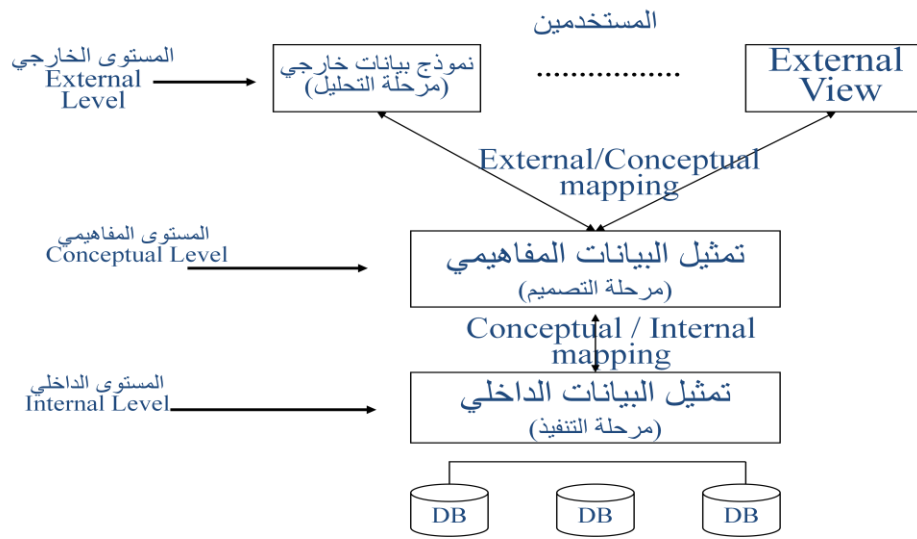 المستخدمين
المستوى الخارجي
External
Level
نموذج بيانات خارجي
(مرحلة التحليل)
................
External
View
External/Conceptual
mapping
المستوى المفاهيمي
Conceptual Level
تمثيل البيانات المفاهيمي
(مرحلة التصميم)
Conceptual / Internal
mapping
المستوى الداخلي
Internal Level
تمثيل البيانات الداخلي
(مرحلة التنفيذ)
DB
DB
DB